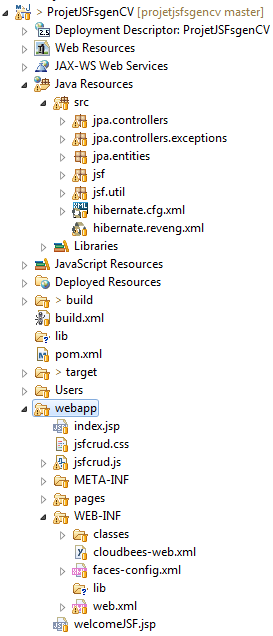 > ProjetJSFsgenCV [projetjsfsgencv master]
Deployment Descriptor: ProjetJSFsgenCV
Web Resources
JAX-WS Web Services
Java Resources
src
jpa.controllers
jpa.controllers.exceptions
jpa.entities
jsf
jsf.util
hibernate.cfg.xml
hibernate.reveng.xml
Libraries
JavaScript Resources
Deployed Resources
> build
build.xml
lib
pom.xml
> target
Users
webapp
index.jsp
jsfcrud.css
jsfcrud.js
META-INF
pages
WEB-INF
classes
cloudbees-web.xml
faces-config.xml
lib
web.xml
welcomeJSF.jsp